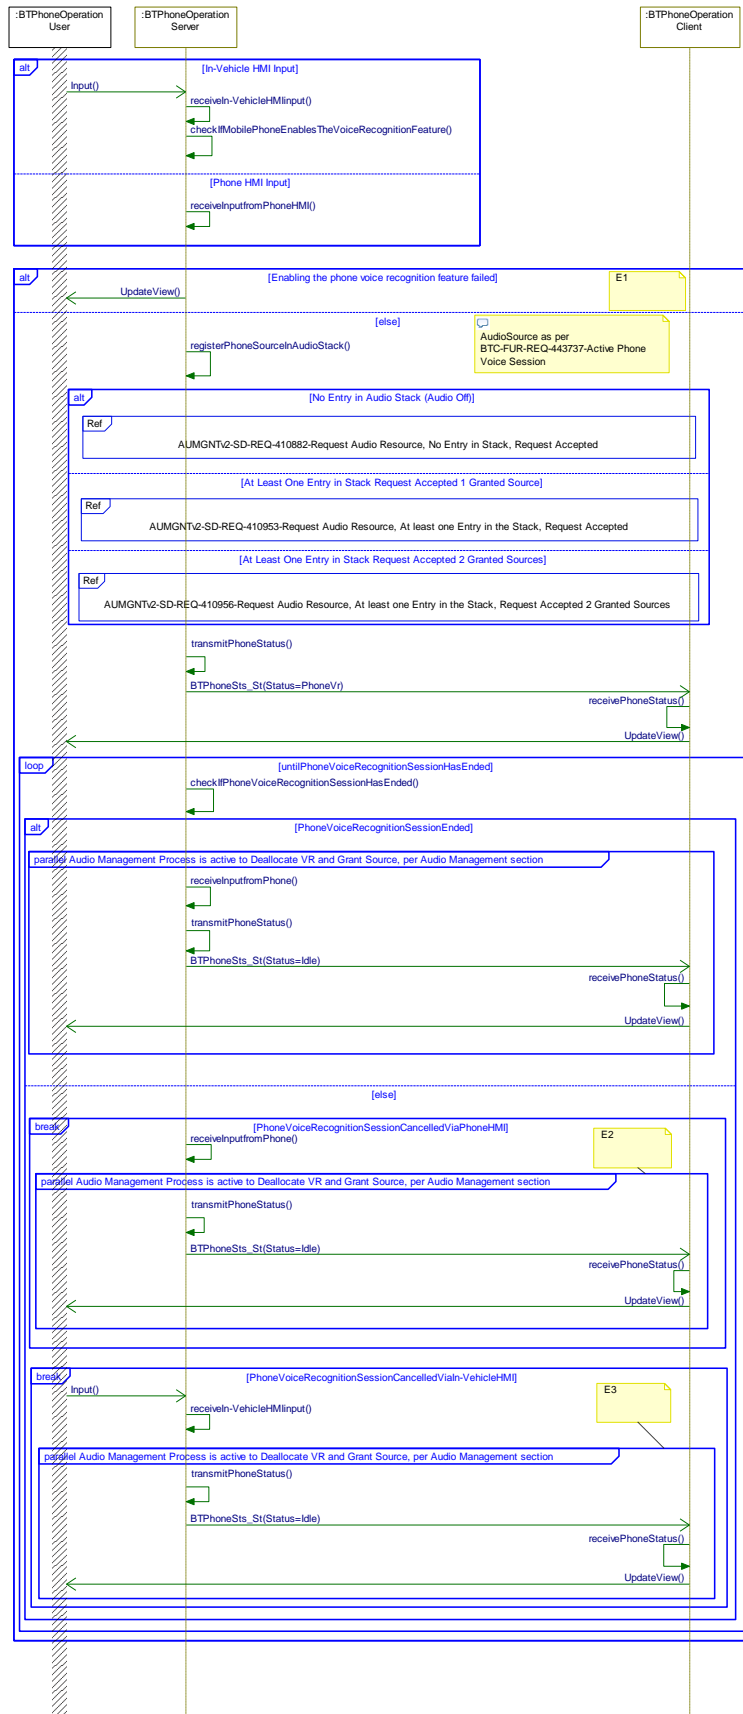 :BTPhoneOperation
User
:BTPhoneOperation
Server
:BTPhoneOperation
Client
alt
[In-Vehicle HMI Input]
Input()
receiveIn-VehicleHMIinput()
checkIfMobilePhoneEnablesTheVoiceRecognitionFeature()
[Phone HMI Input]
receiveInputfromPhoneHMI()
alt
[Enabling the phone voice recognition feature failed]
E1
UpdateView()
[else]
AudioSource as per
BTC-FUR-REQ-443737-Active Phone
Voice Session
registerPhoneSourceInAudioStack()
alt
[No Entry in Audio Stack (Audio Off)]
Ref
AUMGNTv2-SD-REQ-410882-Request Audio Resource, No Entry in Stack, Request Accepted
[At Least One Entry in Stack Request Accepted 1 Granted Source]
Ref
AUMGNTv2-SD-REQ-410953-Request Audio Resource, At least one Entry in the Stack, Request Accepted
[At Least One Entry in Stack Request Accepted 2 Granted Sources]
Ref
AUMGNTv2-SD-REQ-410956-Request Audio Resource, At least one Entry in the Stack, Request Accepted 2 Granted Sources
transmitPhoneStatus()
BTPhoneSts_St(Status=PhoneVr)
receivePhoneStatus()
UpdateView()
loop
[untilPhoneVoiceRecognitionSessionHasEnded]
checkIfPhoneVoiceRecognitionSessionHasEnded()
alt
[PhoneVoiceRecognitionSessionEnded]
parallel Audio Management Process is active to Deallocate VR and Grant Source, per Audio Management section
receiveInputfromPhone()
transmitPhoneStatus()
BTPhoneSts_St(Status=Idle)
receivePhoneStatus()
UpdateView()
[else]
break
[PhoneVoiceRecognitionSessionCancelledViaPhoneHMI]
receiveInputfromPhone()
E2
parallel Audio Management Process is active to Deallocate VR and Grant Source, per Audio Management section
transmitPhoneStatus()
BTPhoneSts_St(Status=Idle)
receivePhoneStatus()
UpdateView()
break
[PhoneVoiceRecognitionSessionCancelledViaIn-VehicleHMI]
Input()
E3
receiveIn-VehicleHMIinput()
parallel Audio Management Process is active to Deallocate VR and Grant Source, per Audio Management section
transmitPhoneStatus()
BTPhoneSts_St(Status=Idle)
receivePhoneStatus()
UpdateView()